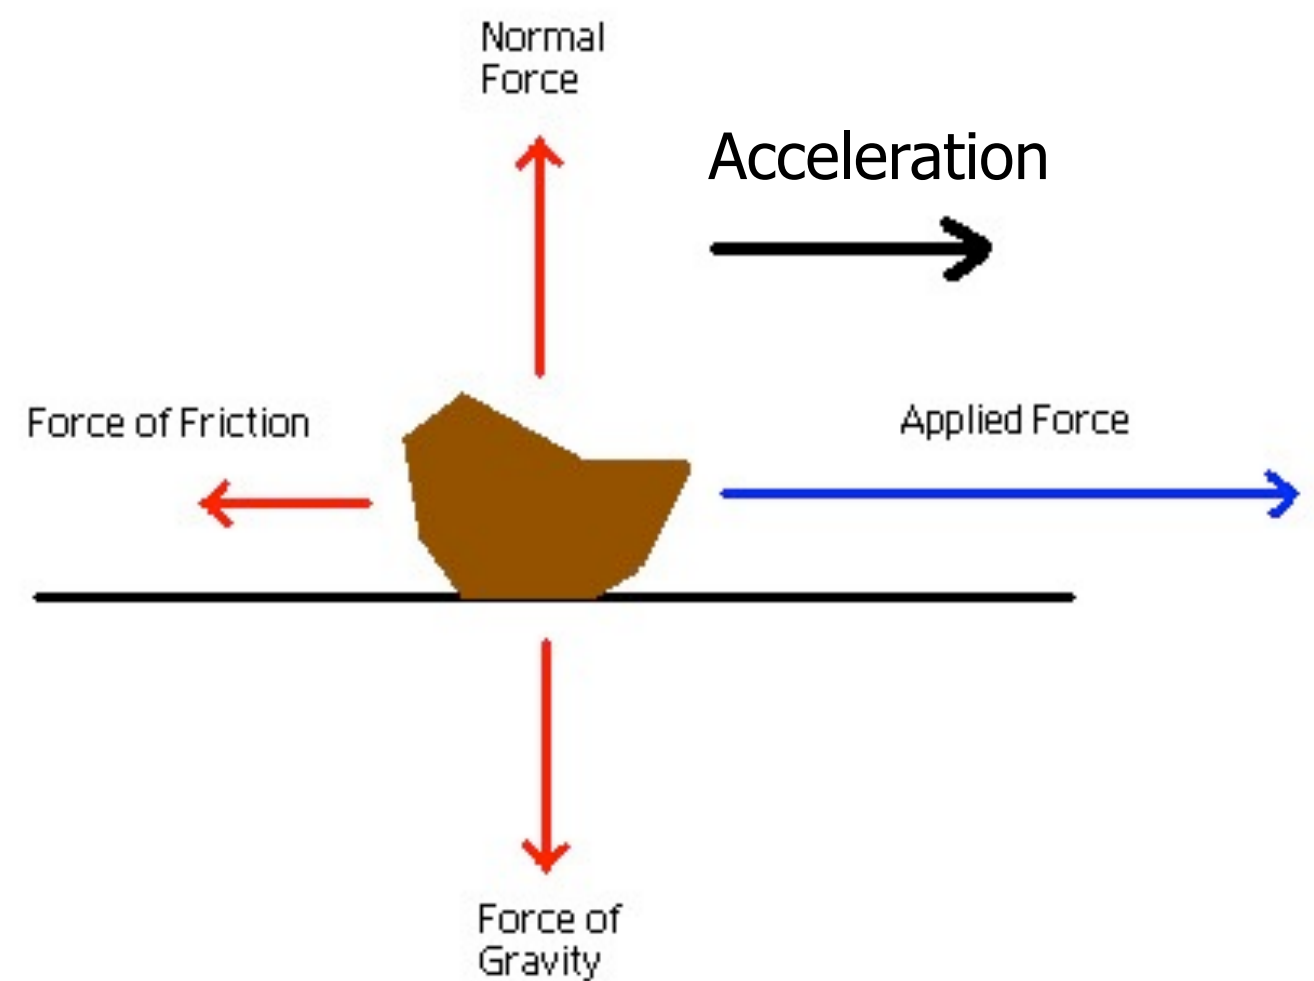 Normal
Force
Acceleration
Force of Friction
Applied Force
Force of
Gravity